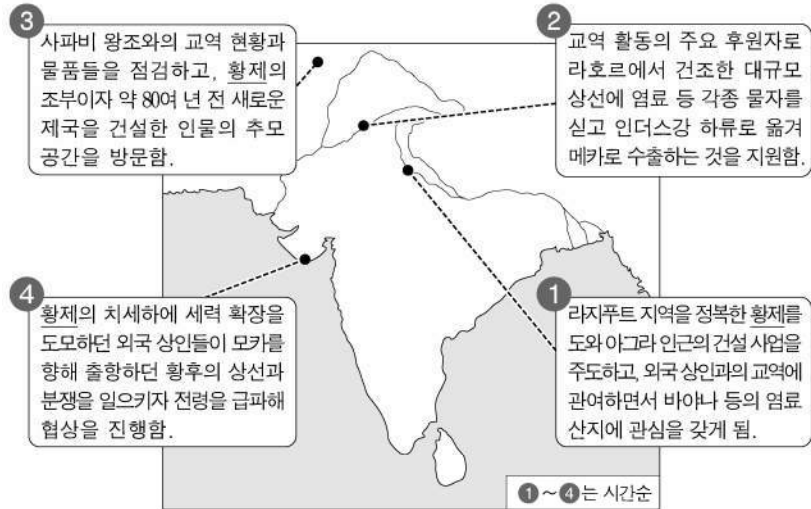 3
사파비 왕조와의 교역 현황과
물품들을 점검하고, 황제의
조부이자 약 80여 년 전 새로운
제국을 건설한 인물의 추모
공간을 방문함.
2
교역 활동의 주요 후원자로
라호르에서 건조한 대규모
상선에 염료 등 각종 물자를
싣고 인더스강 하류로 옮겨
메카로 수출하는 것을 지원함.
4
황제의 치세하에 세력 확장을
도모하던 외국 상인들이 모카를
향해 출항하던 황후의 상선과
분쟁을 일으키자 전령을 급파해
협상을 진행함.
1
라지푸트 지역을 정복한 황제를
도와 아그라 인근의 건설 사업을
주도하고, 외국 상인과의 교역에
관여하면서 바야나 등의 염료
산지에 관심을 갖게 됨.
1~4는 시간순